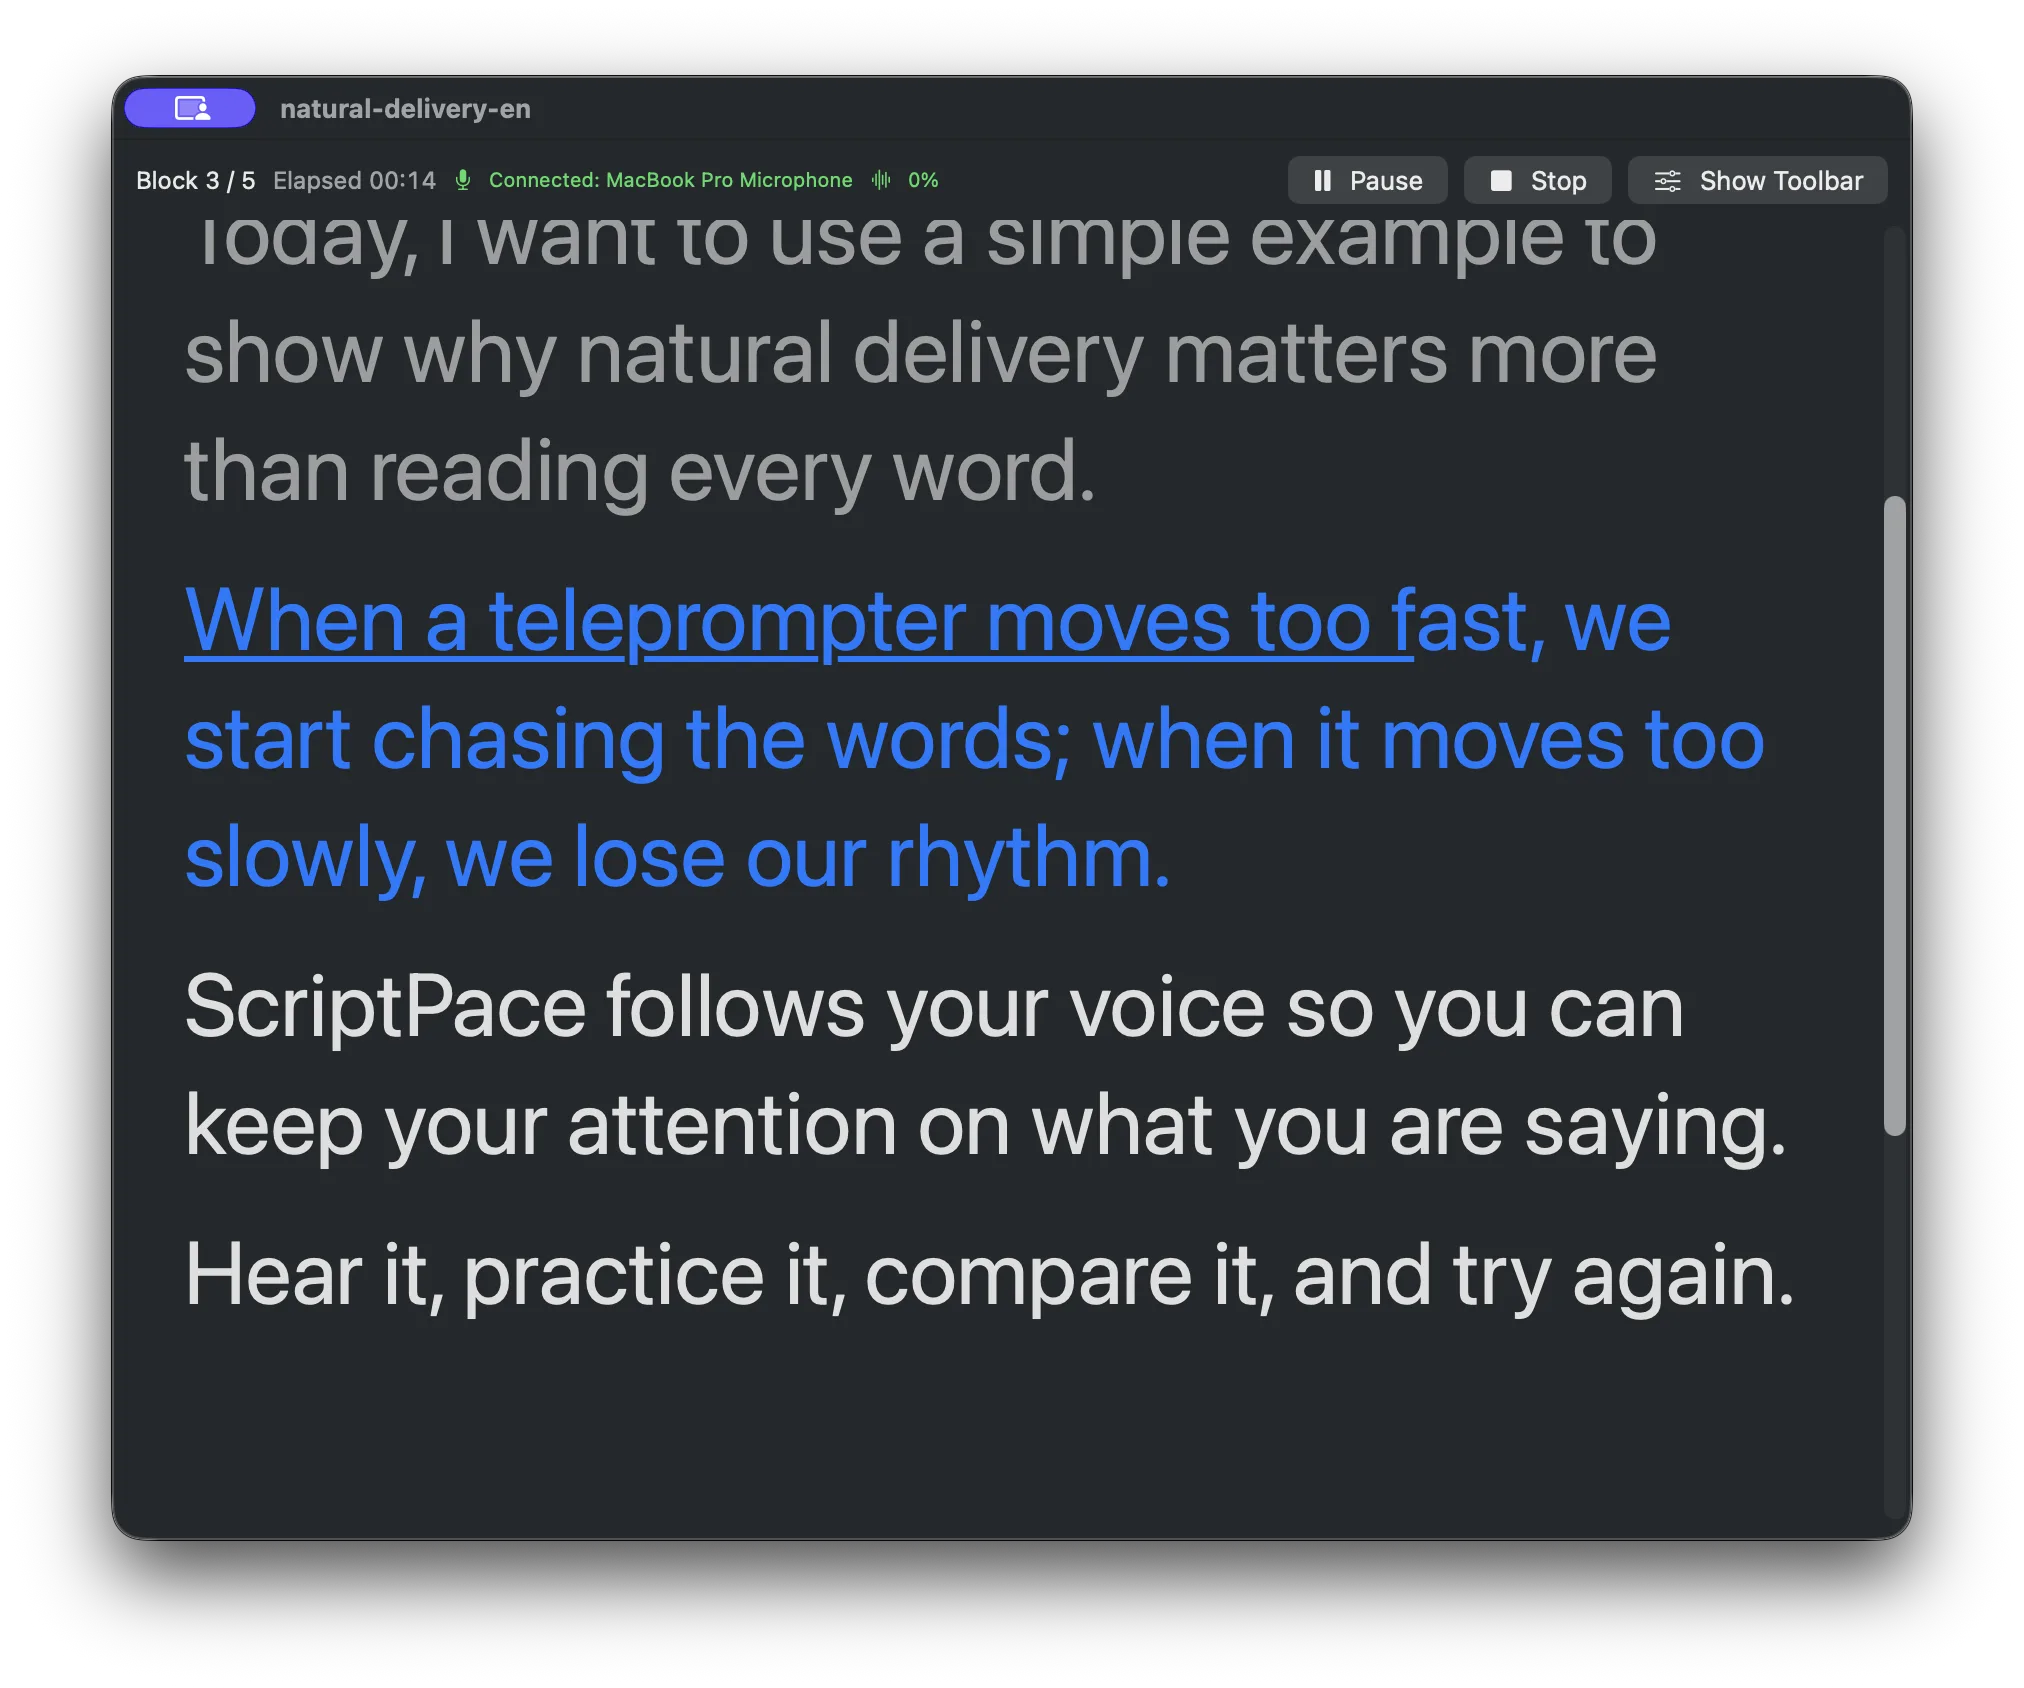 natural-delivery-en
Block 3 / 5 Elapsed 00:14 Connected: MacBook Pro Microphone 0% Pause Stop Show Toolbar
Today, I want to use a simple example to
show why natural delivery matters more
than reading every word.
When a teleprompter moves too fast, we
start chasing the words; when it moves too
slowly, we lose our rhythm.
ScriptPace follows your voice so you can
keep your attention on what you are saying.
Hear it, practice it, compare it, and try again.